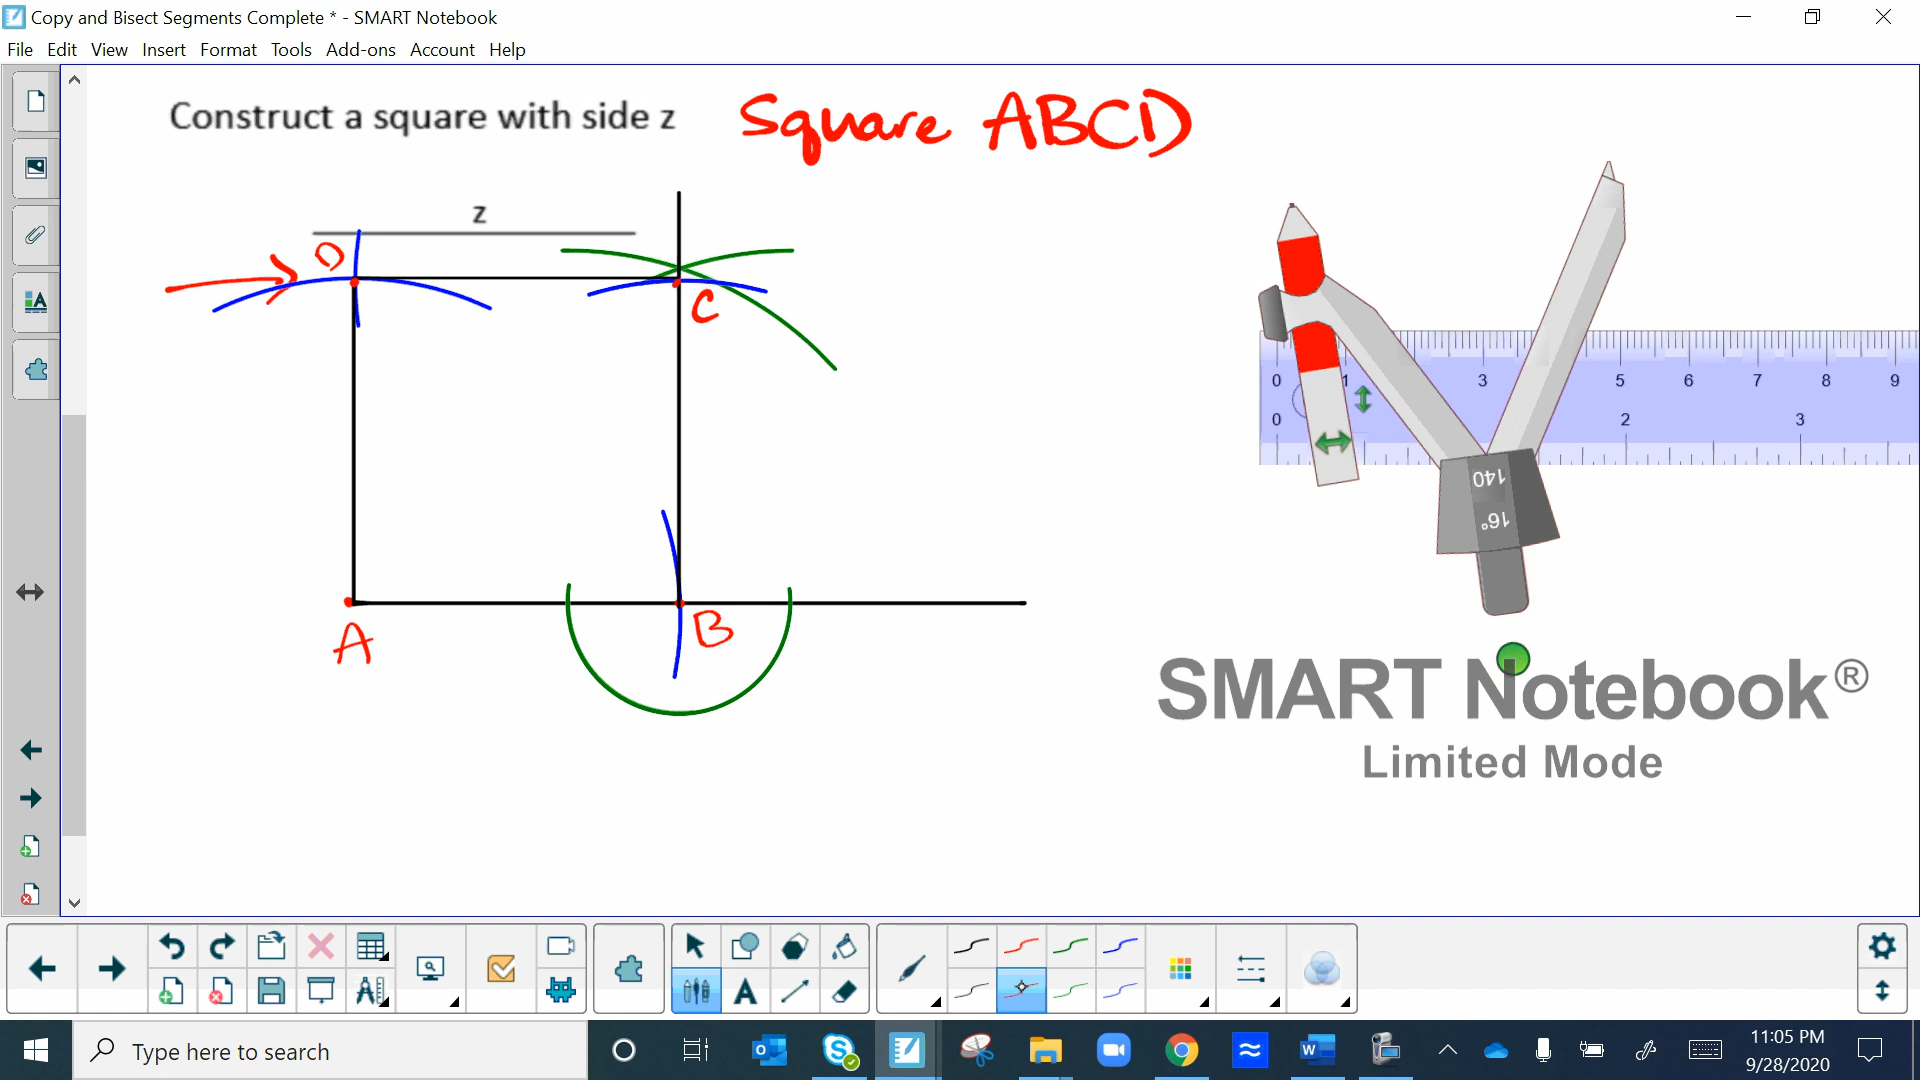 Copy and Bisect Segments Complete * - SMART Notebook
File Edit View Insert Format Tools Add-ons Account Help
Construct a square with side z Square ABCD
z
D
C
A
B
0 1 3 5 6 7 8 9
0 2 3
140
16°
SMART Notebook®
Limited Mode
Type here to search
11:05 PM
9/28/2020